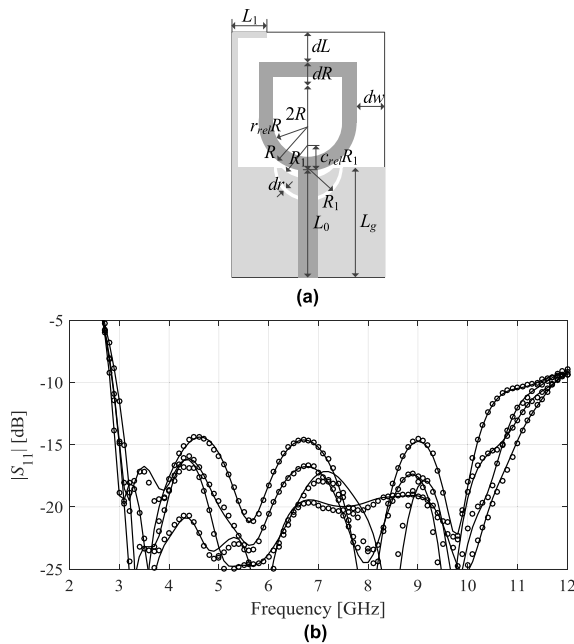 L1
dL
dR
dw
2R
rrelR
R
R1
crelR1
dr
R1
L0
Lg
(a)
|S11| [dB]
-5
-10
-15
-20
-25
2 3 4 5 6 7 8 9 10 11 12
Frequency [GHz]
(b)